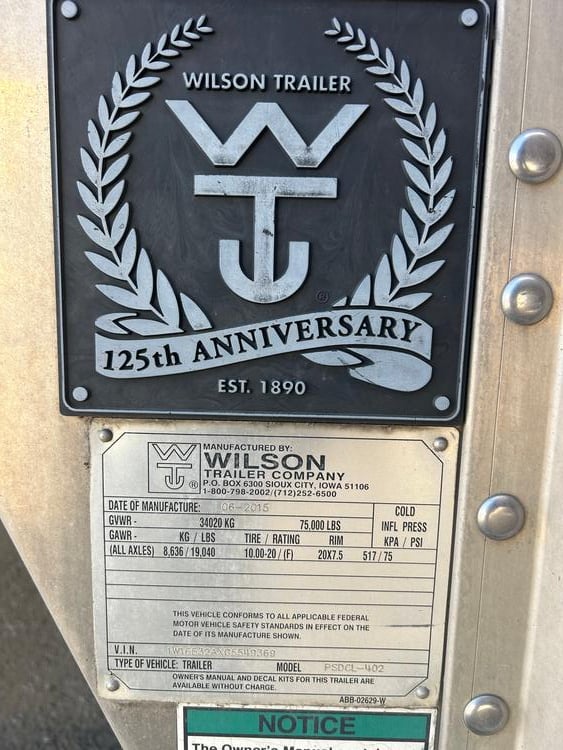 WILSON TRAILER
WT
®
125th ANNIVERSARY
EST. 1890
MANUFACTURED BY:
WILSON
TRAILER COMPANY
P.O. BOX 6300 SIOUX CITY, IOWA 51106
1-800-798-2002/(712)252-6500
WT ®
DATE OF MANUFACTURE: 06-2015
GVWR - 34020 KG 75,000 LBS
COLD
INFL PRESS
KPA / PSI
GAWR - KG / LBS TIRE / RATING RIM
(ALL AXLES) 8,636 / 19,040 10.00-20 / (F) 20X7.5 517 / 75
THIS VEHICLE CONFORMS TO ALL APPLICABLE FEDERAL
MOTOR VEHICLE SAFETY STANDARDS IN EFFECT ON THE
DATE OF ITS MANUFACTURE SHOWN.
V.I.N.
TYPE OF VEHICLE: TRAILER MODEL PSDCL-402
OWNER'S MANUAL AND DECAL KITS FOR THIS TRAILER ARE
AVAILABLE WITHOUT CHARGE.
ABB-02629-W
NOTICE
The Owner's Manual